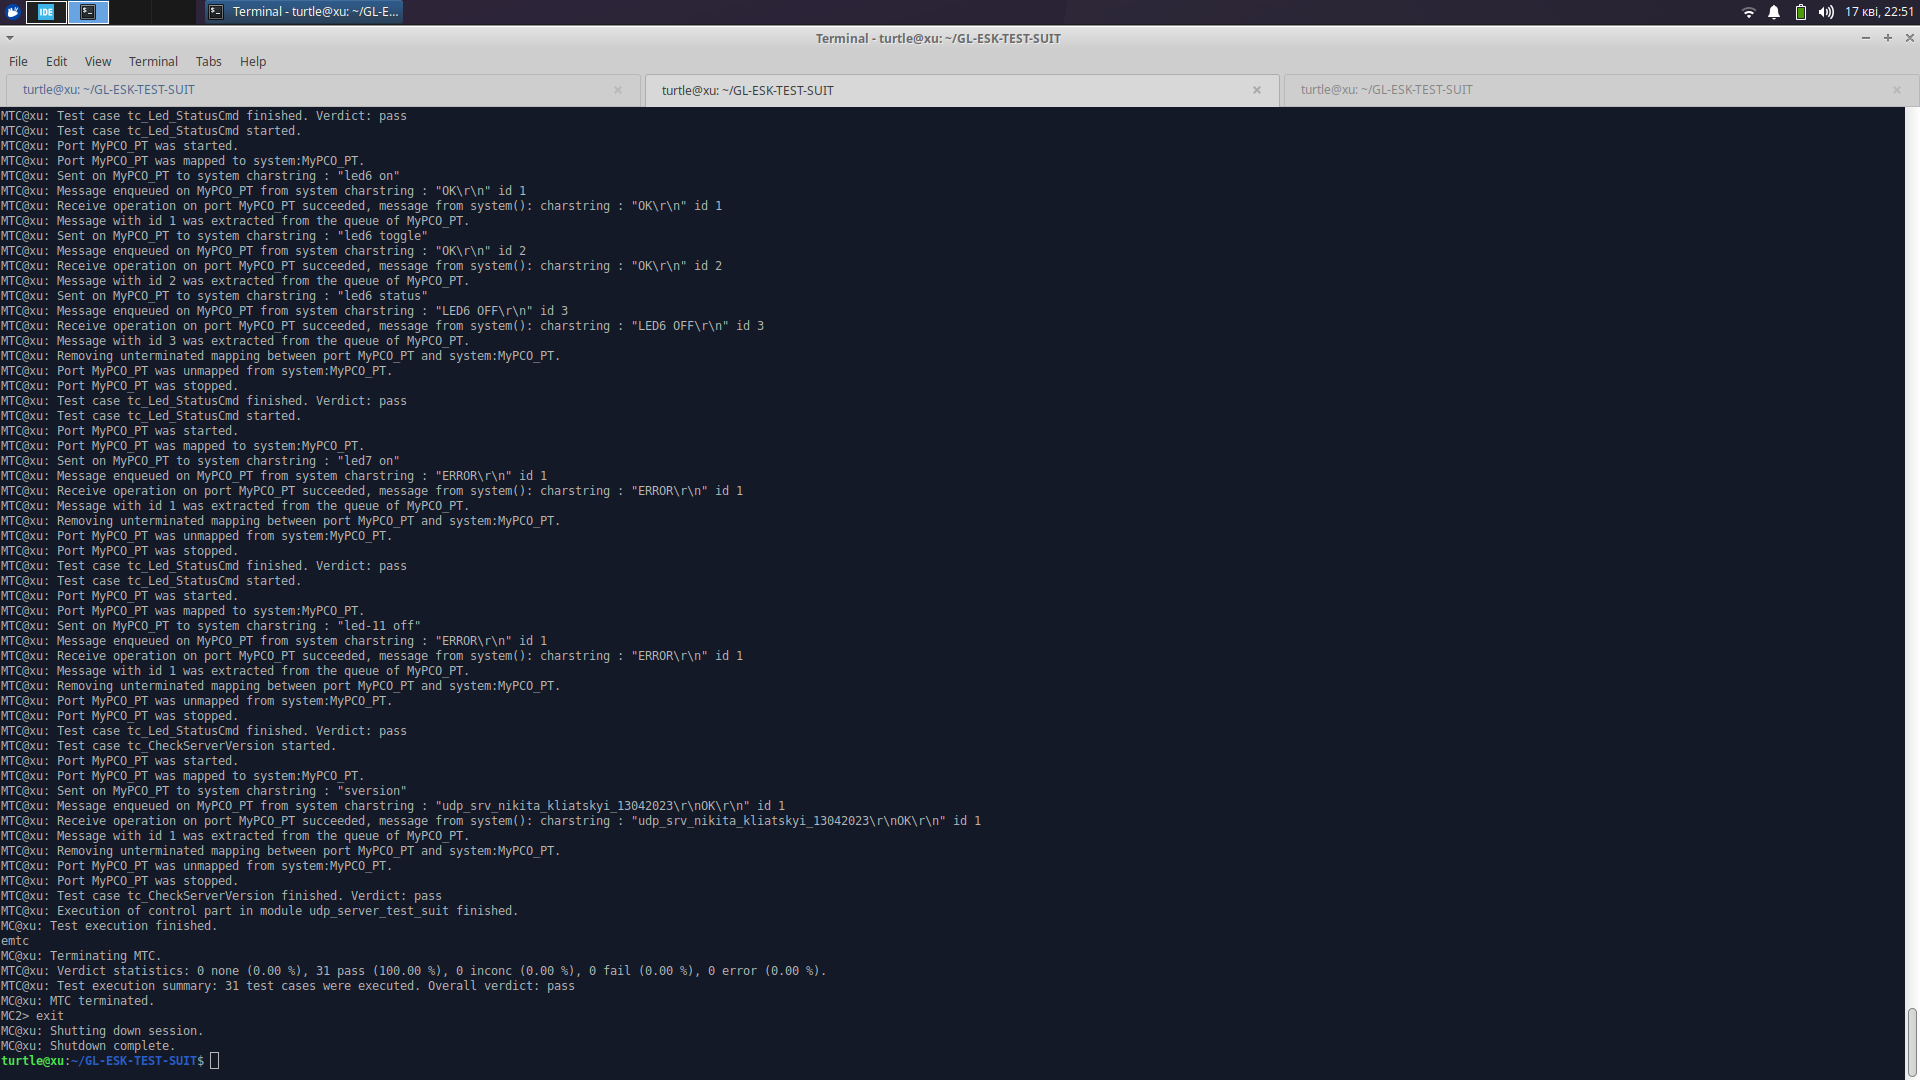 IDE
Terminal - turtle@xu: ~/GL-E...
17 кві, 22:51
Terminal - turtle@xu: ~/GL-ESK-TEST-SUIT
File Edit View Terminal Tabs Help
turtle@xu: ~/GL-ESK-TEST-SUIT
turtle@xu: ~/GL-ESK-TEST-SUIT
turtle@xu: ~/GL-ESK-TEST-SUIT
MTC@xu: Test case tc_Led_StatusCmd finished. Verdict: pass
MTC@xu: Test case tc_Led_StatusCmd started.
MTC@xu: Port MyPCO_PT was started.
MTC@xu: Port MyPCO_PT was mapped to system:MyPCO_PT.
MTC@xu: Sent on MyPCO_PT to system charstring : "led6 on"
MTC@xu: Message enqueued on MyPCO_PT from system charstring : "OK\r\n" id 1
MTC@xu: Receive operation on port MyPCO_PT succeeded, message from system(): charstring : "OK\r\n" id 1
MTC@xu: Message with id 1 was extracted from the queue of MyPCO_PT.
MTC@xu: Sent on MyPCO_PT to system charstring : "led6 toggle"
MTC@xu: Message enqueued on MyPCO_PT from system charstring : "OK\r\n" id 2
MTC@xu: Receive operation on port MyPCO_PT succeeded, message from system(): charstring : "OK\r\n" id 2
MTC@xu: Message with id 2 was extracted from the queue of MyPCO_PT.
MTC@xu: Sent on MyPCO_PT to system charstring : "led6 status"
MTC@xu: Message enqueued on MyPCO_PT from system charstring : "LED6 OFF\r\n" id 3
MTC@xu: Receive operation on port MyPCO_PT succeeded, message from system(): charstring : "LED6 OFF\r\n" id 3
MTC@xu: Message with id 3 was extracted from the queue of MyPCO_PT.
MTC@xu: Removing unterminated mapping between port MyPCO_PT and system:MyPCO_PT.
MTC@xu: Port MyPCO_PT was unmapped from system:MyPCO_PT.
MTC@xu: Port MyPCO_PT was stopped.
MTC@xu: Test case tc_Led_StatusCmd finished. Verdict: pass
MTC@xu: Test case tc_Led_StatusCmd started.
MTC@xu: Port MyPCO_PT was started.
MTC@xu: Port MyPCO_PT was mapped to system:MyPCO_PT.
MTC@xu: Sent on MyPCO_PT to system charstring : "led7 on"
MTC@xu: Message enqueued on MyPCO_PT from system charstring : "ERROR\r\n" id 1
MTC@xu: Receive operation on port MyPCO_PT succeeded, message from system(): charstring : "ERROR\r\n" id 1
MTC@xu: Message with id 1 was extracted from the queue of MyPCO_PT.
MTC@xu: Removing unterminated mapping between port MyPCO_PT and system:MyPCO_PT.
MTC@xu: Port MyPCO_PT was unmapped from system:MyPCO_PT.
MTC@xu: Port MyPCO_PT was stopped.
MTC@xu: Test case tc_Led_StatusCmd finished. Verdict: pass
MTC@xu: Test case tc_Led_StatusCmd started.
MTC@xu: Port MyPCO_PT was started.
MTC@xu: Port MyPCO_PT was mapped to system:MyPCO_PT.
MTC@xu: Sent on MyPCO_PT to system charstring : "led-11 off"
MTC@xu: Message enqueued on MyPCO_PT from system charstring : "ERROR\r\n" id 1
MTC@xu: Receive operation on port MyPCO_PT succeeded, message from system(): charstring : "ERROR\r\n" id 1
MTC@xu: Message with id 1 was extracted from the queue of MyPCO_PT.
MTC@xu: Removing unterminated mapping between port MyPCO_PT and system:MyPCO_PT.
MTC@xu: Port MyPCO_PT was unmapped from system:MyPCO_PT.
MTC@xu: Port MyPCO_PT was stopped.
MTC@xu: Test case tc_Led_StatusCmd finished. Verdict: pass
MTC@xu: Test case tc_CheckServerVersion started.
MTC@xu: Port MyPCO_PT was started.
MTC@xu: Port MyPCO_PT was mapped to system:MyPCO_PT.
MTC@xu: Sent on MyPCO_PT to system charstring : "sversion"
MTC@xu: Message enqueued on MyPCO_PT from system charstring : "udp_srv_nikita_kliatskyi_13042023\r\nOK\r\n" id 1
MTC@xu: Receive operation on port MyPCO_PT succeeded, message from system(): charstring : "udp_srv_nikita_kliatskyi_13042023\r\nOK\r\n" id 1
MTC@xu: Message with id 1 was extracted from the queue of MyPCO_PT.
MTC@xu: Removing unterminated mapping between port MyPCO_PT and system:MyPCO_PT.
MTC@xu: Port MyPCO_PT was unmapped from system:MyPCO_PT.
MTC@xu: Port MyPCO_PT was stopped.
MTC@xu: Test case tc_CheckServerVersion finished. Verdict: pass
MTC@xu: Execution of control part in module udp_server_test_suit finished.
MC@xu: Test execution finished.
emtc
MC@xu: Terminating MTC.
MTC@xu: Verdict statistics: 0 none (0.00 %), 31 pass (100.00 %), 0 inconc (0.00 %), 0 fail (0.00 %), 0 error (0.00 %).
MTC@xu: Test execution summary: 31 test cases were executed. Overall verdict: pass
MC@xu: MTC terminated.
MC2> exit
MC@xu: Shutting down session.
MC@xu: Shutdown complete.
turtle@xu:~/GL-ESK-TEST-SUIT$